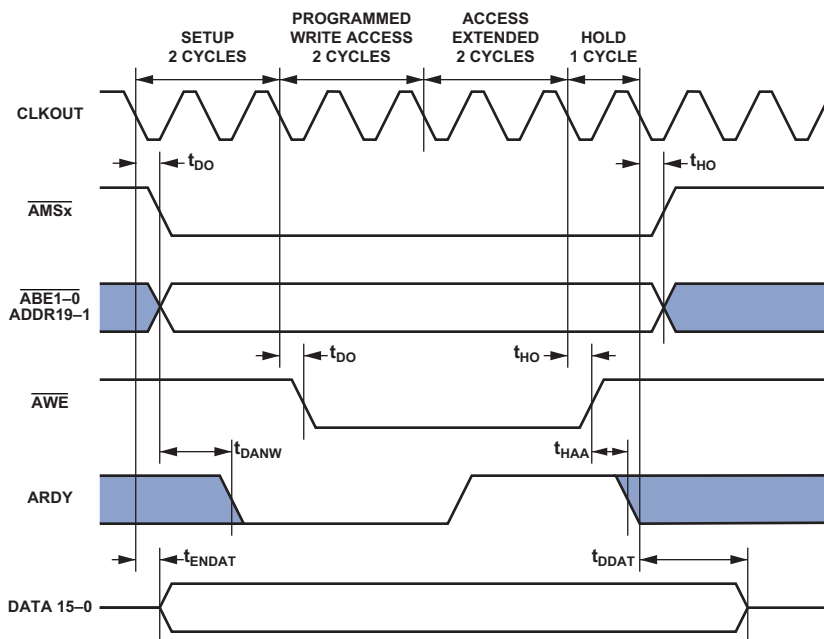 SETUP
2 CYCLES
PROGRAMMED
WRITE ACCESS
2 CYCLES
ACCESS
EXTENDED
2 CYCLES
HOLD
1 CYCLE
CLKOUT
tDO
tHO
AMSx
ABE1–0
ADDR19–1
tDO
tHO
AWE
tDANW
tHAA
ARDY
tENDAT
tDDAT
DATA 15–0